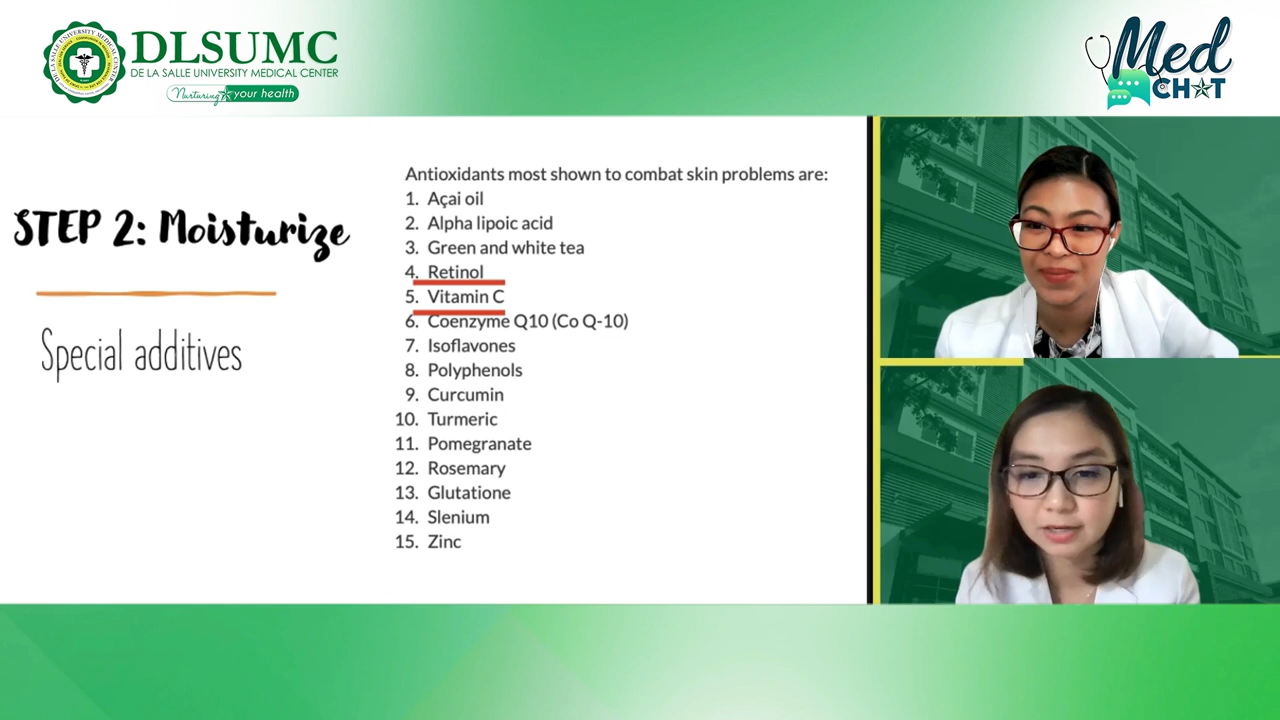 DLSUMC
DE LA SALLE UNIVERSITY MEDICAL CENTER
Nurturing your health
Med
CHAT
STEP 2: Moisturize
Special additives
Antioxidants most shown to combat skin problems are:
1. Açai oil
2. Alpha lipoic acid
3. Green and white tea
4. Retinol
5. Vitamin C
6. Coenzyme Q10 (Co Q-10)
7. Isoflavones
8. Polyphenols
9. Curcumin
10. Turmeric
11. Pomegranate
12. Rosemary
13. Glutatione
14. Slenium
15. Zinc